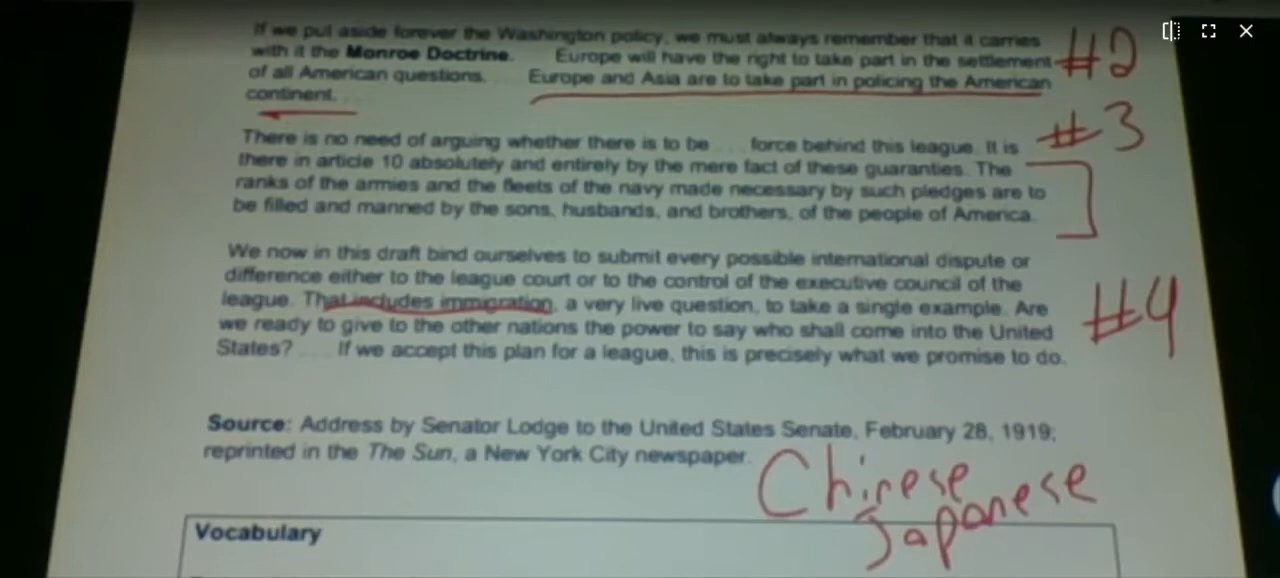 If we put aside forever the Washington policy, we must always remember that it carries
with it the Monroe Doctrine. Europe will have the right to take part in the settlement
of all American questions. Europe and Asia are to take part in policing the American
continent. . . .
#2
There is no need of arguing whether there is to be . . . force behind this league. It is
there in article 10 absolutely and entirely by the mere fact of these guaranties. The
ranks of the armies and the fleets of the navy made necessary by such pledges are to
be filled and manned by the sons, husbands, and brothers, of the people of America.
#3
We now in this draft bind ourselves to submit every possible international dispute or
difference either to the league court or to the control of the executive council of the
league. That includes immigration, a very live question, to take a single example. Are
we ready to give to the other nations the power to say who shall come into the United
States? . . . If we accept this plan for a league, this is precisely what we promise to do.
#4
Source: Address by Senator Lodge to the United States Senate, February 28, 1919;
reprinted in the The Sun, a New York City newspaper.
Chinese
Japanese
Vocabulary